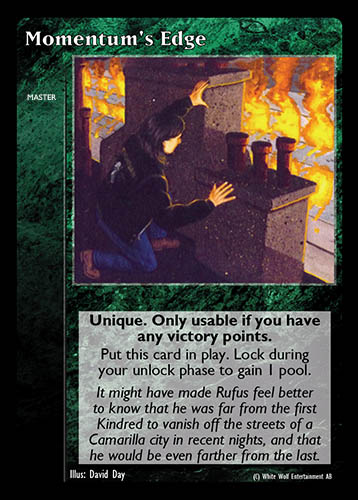 Momentum's Edge
MASTER
Unique. Only usable if you have
any victory points.
Put this card in play. Lock during
your unlock phase to gain 1 pool.
It might have made Rufus feel better
to know that he was far from the first
Kindred to vanish off the streets of a
Camarilla city in recent nights, and that
he would be even farther from the last.
Illus: David Day
(C) White Wolf Entertainment AB